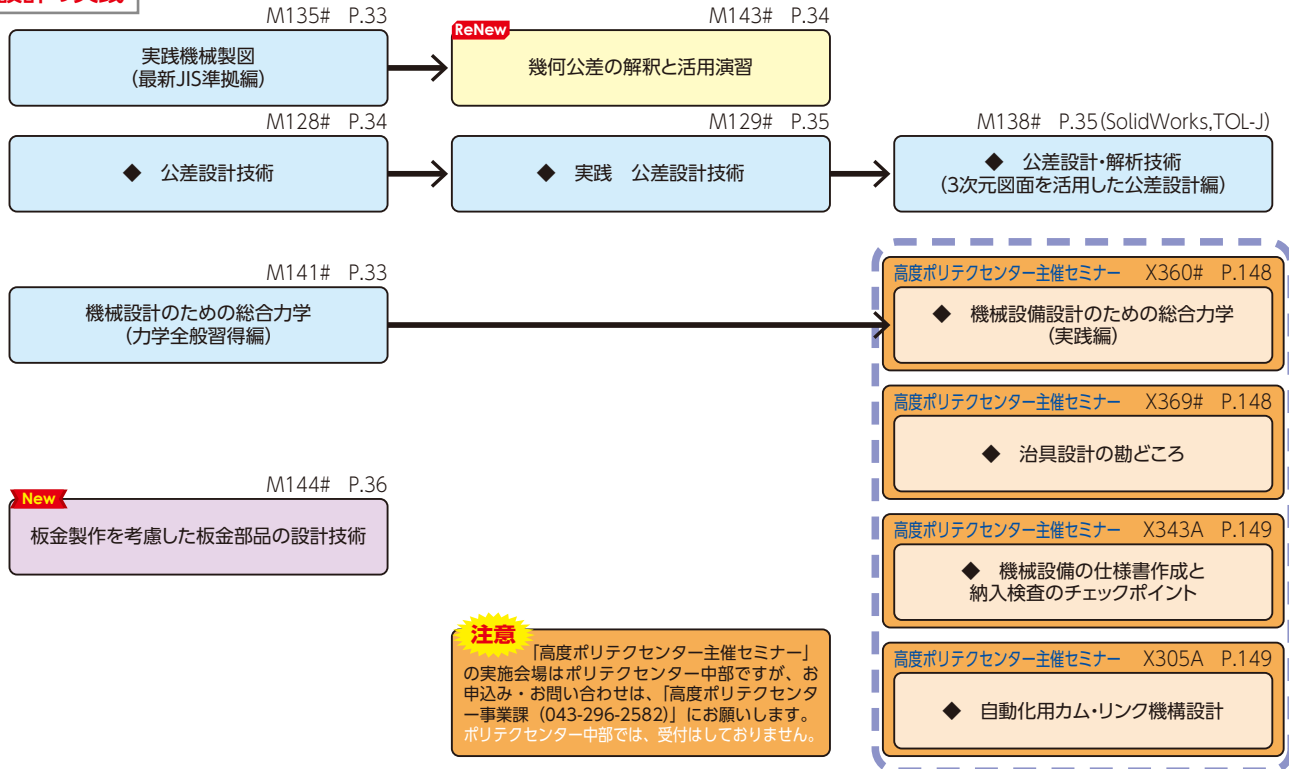 M135# P.33
実践機械製図
(最新JIS準拠編)
M143# P.34
ReNew
幾何公差の解釈と活用演習
M128# P.34
◆ 公差設計技術
M129# P.35
◆ 実践 公差設計技術
M138# P.35(SolidWorks,TOL-J)
◆ 公差設計・解析技術
(3次元図面を活用した公差設計編)
M141# P.33
機械設計のための総合力学
(力学全般習得編)
高度ポリテクセンター主催セミナー X360# P.148
◆ 機械設備設計のための総合力学
(実践編)
高度ポリテクセンター主催セミナー X369# P.148
◆ 治具設計の勘どころ
M144# P.36
New
板金製作を考慮した板金部品の設計技術
高度ポリテクセンター主催セミナー X343A P.149
◆ 機械設備の仕様書作成と
納入検査のチェックポイント
高度ポリテクセンター主催セミナー X305A P.149
◆ 自動化用カム・リンク機構設計
注意
「高度ポリテクセンター主催セミナー」
の実施会場はポリテクセンター中部ですが、お
申込み・お問い合わせは、「高度ポリテクセンタ
ー事業課（043-296-2582)」にお願いします。
ポリテクセンター中部では、受付はしておりません。